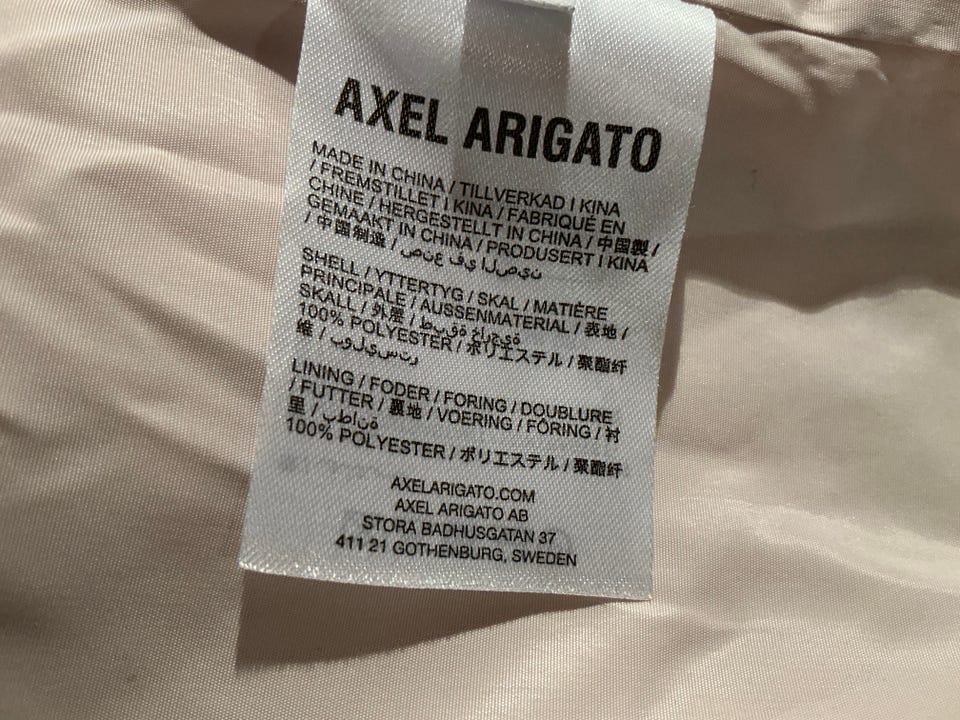 AXEL ARIGATO
MADE IN CHINA / TILLVERKAD I KINA
/ FREMSTILLET I KINA / FABRIQUÉ EN
CHINE / HERGESTELLT IN CHINA / 中国製 /
GEMAAKT IN CHINA / PRODUSERT I KINA
/ 中国制造 / صنع في الصين
SHELL / YTTERTYG / SKAL / MATIÈRE
PRINCIPALE / AUSSENMATERIAL / 表地 /
SKALL / 外壳 / طبقة خارجية
100% POLYESTER / ポリエステル / 聚酯纤
维 / بوليستر
LINING / FODER / FORING / DOUBLURE
/ FUTTER / 裏地 / VOERING / FÔRING / 衬
里 / بطانة
100% POLYESTER / ポリエステル / 聚酯纤
AXELARIGATO.COM
AXEL ARIGATO AB
STORA BADHUSGATAN 37
411 21 GOTHENBURG, SWEDEN